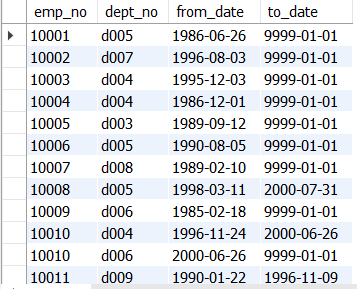 emp_no dept_no from_date to_date
10001 d005 1986-06-26 9999-01-01
10002 d007 1996-08-03 9999-01-01
10003 d004 1995-12-03 9999-01-01
10004 d004 1986-12-01 9999-01-01
10005 d003 1989-09-12 9999-01-01
10006 d005 1990-08-05 9999-01-01
10007 d008 1989-02-10 9999-01-01
10008 d005 1998-03-11 2000-07-31
10009 d006 1985-02-18 9999-01-01
10010 d004 1996-11-24 2000-06-26
10010 d006 2000-06-26 9999-01-01
10011 d009 1990-01-22 1996-11-09